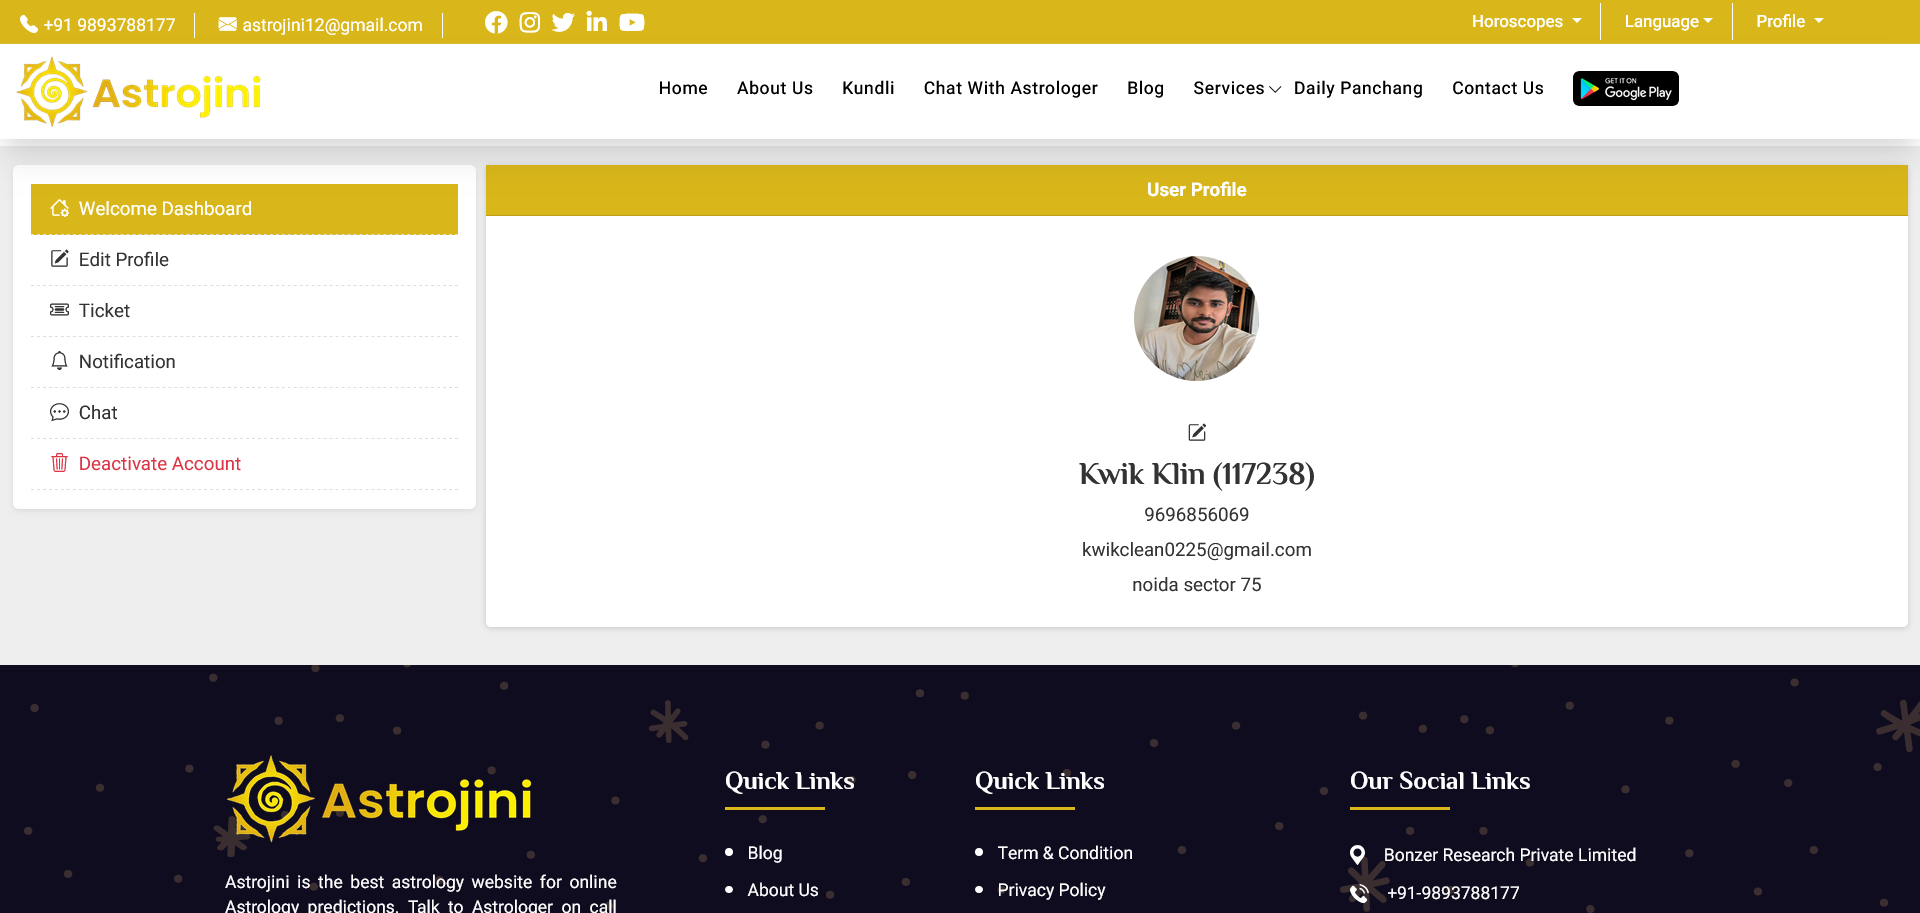 +91 9893788177
astrojini12@gmail.com
Horoscopes
Language
Profile
Astrojini
Home
About Us
Kundli
Chat With Astrologer
Blog
Services
Daily Panchang
Contact Us
GET IT ON
Google Play
Welcome Dashboard
Edit Profile
Ticket
Notification
Chat
Deactivate Account
User Profile
Kwik Klin (117238)
9696856069
kwikclean0225@gmail.com
noida sector 75
Astrojini
Astrojini is the best astrology website for online
Astrology predictions. Talk to Astrologer on call
Quick Links
Blog
About Us
Quick Links
Term & Condition
Privacy Policy
Our Social Links
Bonzer Research Private Limited
+91-9893788177